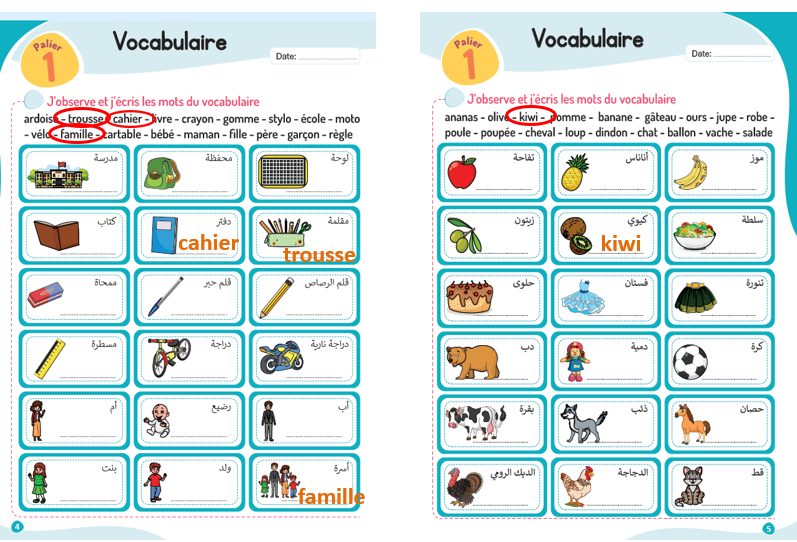 Palier
1
Vocabulaire
Date:
J'observe et j'écris les mots du vocabulaire
ardoise - trousse - cahier - livre - crayon - gomme - stylo - école - moto
- vélo - famille - cartable - bébé - maman - fille - père - garçon - règle
مدرسة
محفظة
لوحة
كتاب
دفتر
cahier
مقلمة
trousse
ممحاة
قلم حبر
قلم الرصاص
مسطرة
دراجة
دراجة نارية
أم
رضيع
أب
بنت
ولد
أسرة
famille
4
Palier
1
Vocabulaire
Date:
J'observe et j'écris les mots du vocabulaire
ananas - olive - kiwi - pomme - banane - gâteau - ours - jupe - robe -
poule - poupée - cheval - loup - dindon - chat - ballon - vache - salade
تفاحة
أناناس
موز
زيتون
كيوي
kiwi
سلطة
حلوى
فستان
تنورة
دب
دمية
كرة
بقرة
ذئب
حصان
الديك الرومي
الدجاجة
قط
5